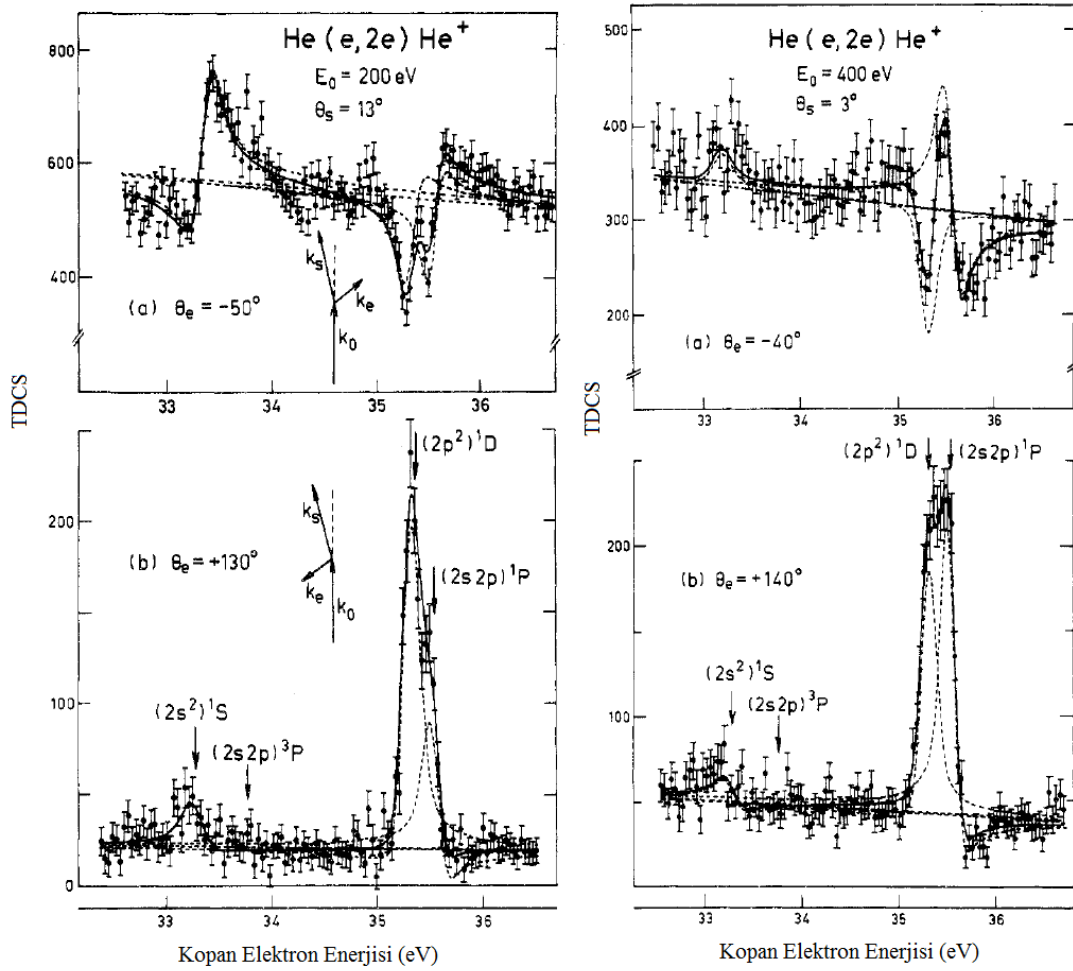 He (e, 2e) He⁺
E₀ = 200 eV
θₛ = 13°
800
600
400
kₛ
kₑ
k₀
(a) θₑ = -50°
33
34
35
36
TDCS
200
100
0
(2p²)¹D
(2s2p)¹P
kₛ
kₑ
k₀
(b) θₑ = +130°
(2s²)¹S
(2s2p)³P
33
34
35
36
Kopan Elektron Enerjisi (eV)
He (e, 2e) He⁺
E₀ = 400 eV
θₛ = 3°
500
400
300
200
(a) θₑ = -40°
33
34
35
36
TDCS
(2p²)¹D
(2s2p)¹P
200
100
(b) θₑ = +140°
(2s²)¹S
(2s2p)³P
33
34
35
36
Kopan Elektron Enerjisi (eV)